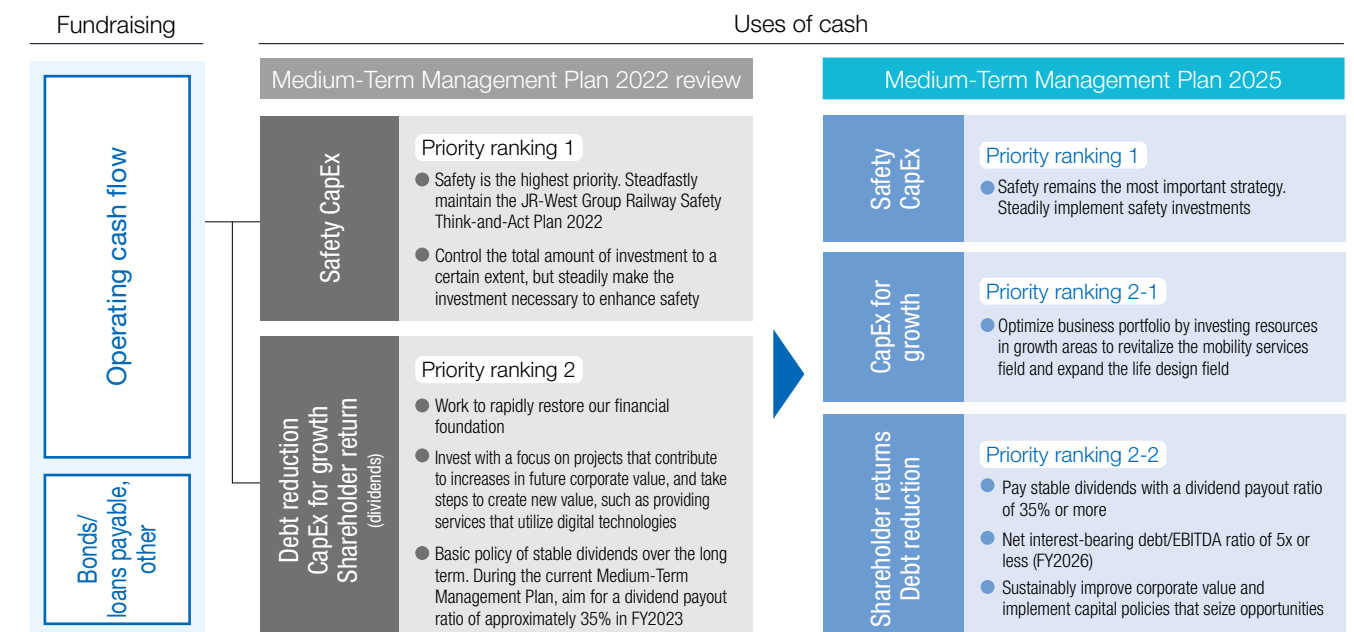 Fundraising
Uses of cash
Operating cash flow
Bonds/
loans payable,
other
Medium-Term Management Plan 2022 review
Safety CapEx
Priority ranking 1
● Safety is the highest priority. Steadfastly
maintain the JR-West Group Railway Safety
Think-and-Act Plan 2022
● Control the total amount of investment to a
certain extent, but steadily make the
investment necessary to enhance safety
Debt reduction
CapEx for growth
Shareholder return
(dividends)
Priority ranking 2
● Work to rapidly restore our financial
foundation
● Invest with a focus on projects that contribute
to increases in future corporate value, and take
steps to create new value, such as providing
services that utilize digital technologies
● Basic policy of stable dividends over the long
term. During the current Medium-Term
Management Plan, aim for a dividend payout
ratio of approximately 35% in FY2023
Medium-Term Management Plan 2025
Safety
CapEx
Priority ranking 1
● Safety remains the most important strategy.
Steadily implement safety investments
CapEx for
growth
Priority ranking 2-1
● Optimize business portfolio by investing resources
in growth areas to revitalize the mobility services
field and expand the life design field
Shareholder returns
Debt reduction
Priority ranking 2-2
● Pay stable dividends with a dividend payout ratio
of 35% or more
● Net interest-bearing debt/EBITDA ratio of 5x or
less (FY2026)
● Sustainably improve corporate value and
implement capital policies that seize opportunities